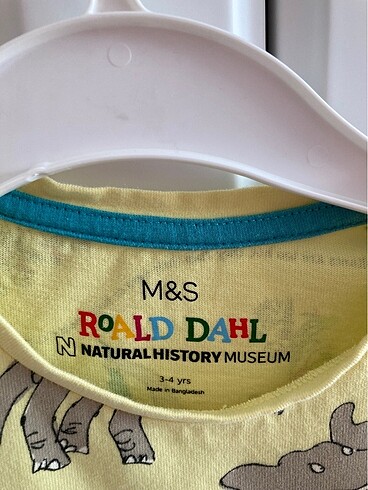 M&S
ROALD DAHL
N NATURAL HISTORY MUSEUM
3-4 yrs
Made in Bangladesh